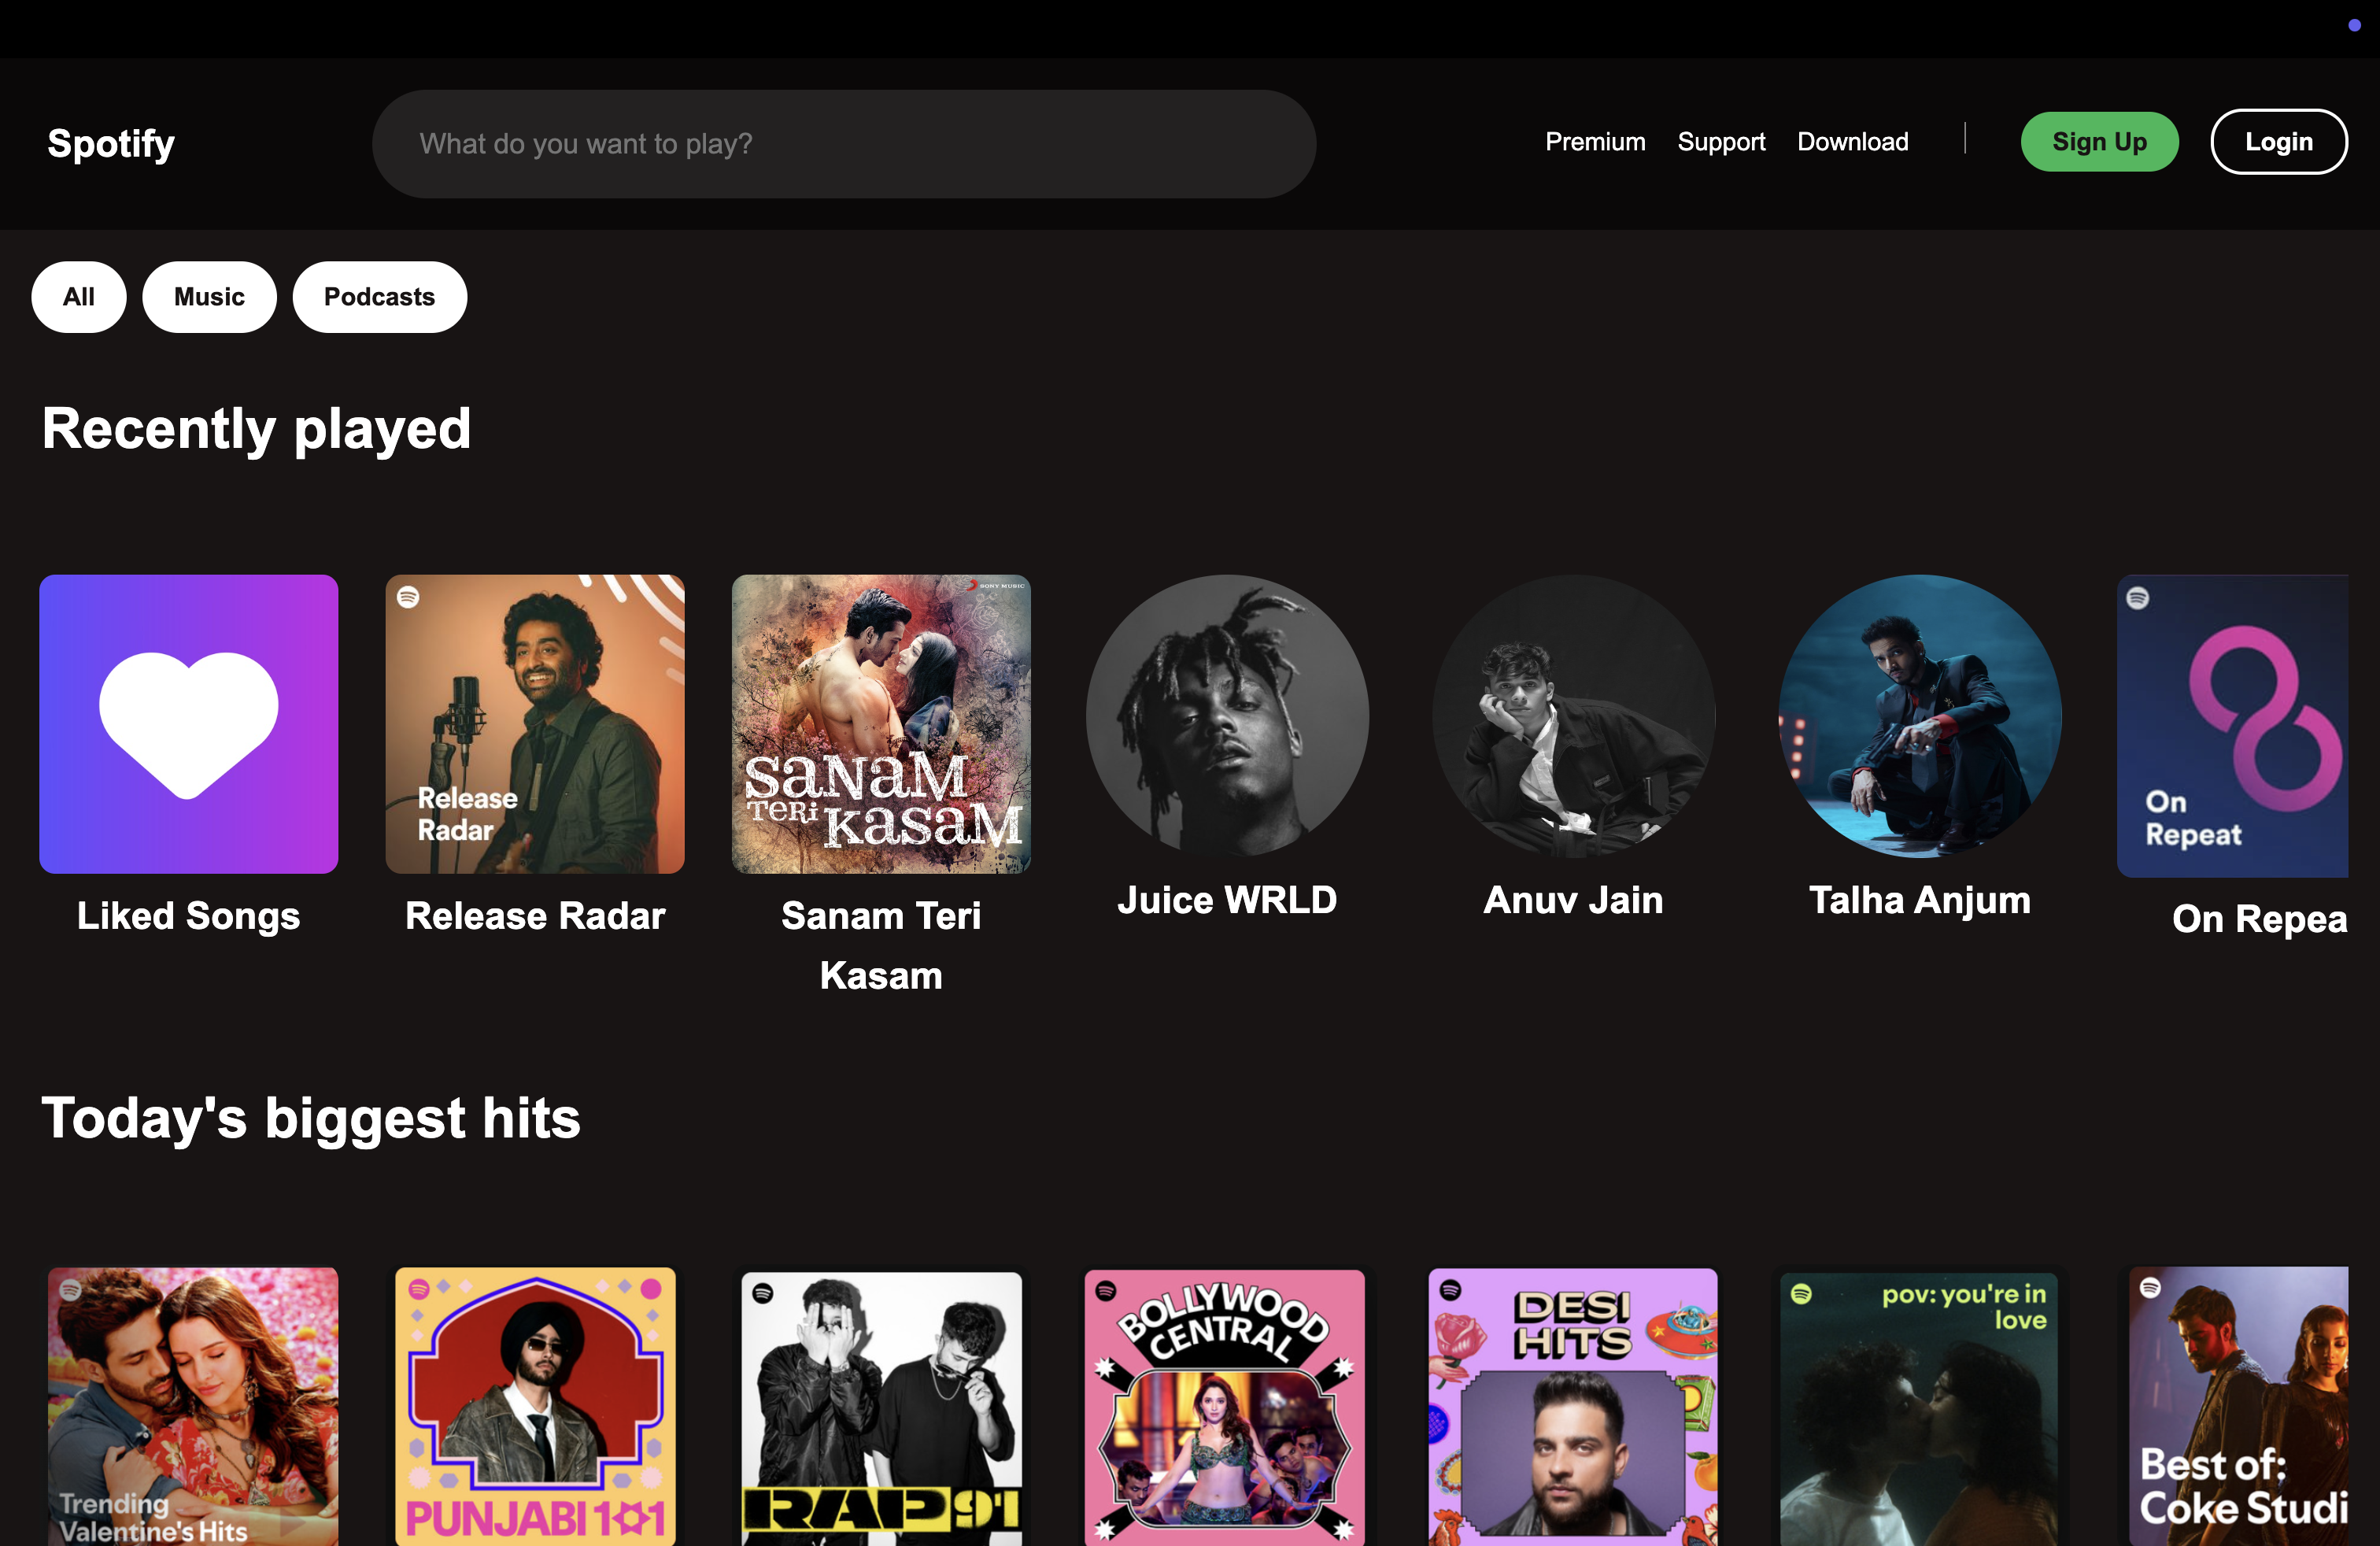 Spotify
What do you want to play?
Premium
Support
Download
Sign Up
Login
All
Music
Podcasts
Recently played
SONY MUSIC
Release
Radar
SaNaM
TeRi KasaM
On
Repeat
Liked Songs
Release Radar
Sanam Teri
Kasam
Juice WRLD
Anuv Jain
Talha Anjum
On Repea
Today's biggest hits
Trending
Valentine's Hits
PUNJABI 101
RAP 91
BOLLYWOOD
CENTRAL
DESI
HITS
pov: you're in
love
Best of:
Coke Studi